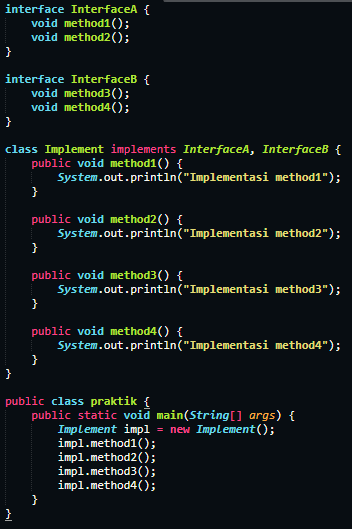 interface InterfaceA {
    void method1();
    void method2();
}

interface InterfaceB {
    void method3();
    void method4();
}

class Implement implements InterfaceA, InterfaceB {
    public void method1() {
        System.out.println("Implementasi method1");
    }

    public void method2() {
        System.out.println("Implementasi method2");
    }

    public void method3() {
        System.out.println("Implementasi method3");
    }

    public void method4() {
        System.out.println("Implementasi method4");
    }
}

public class praktik {
    public static void main(String[] args) {
        Implement impl = new Implement();
        impl.method1();
        impl.method2();
        impl.method3();
        impl.method4();
    }
}